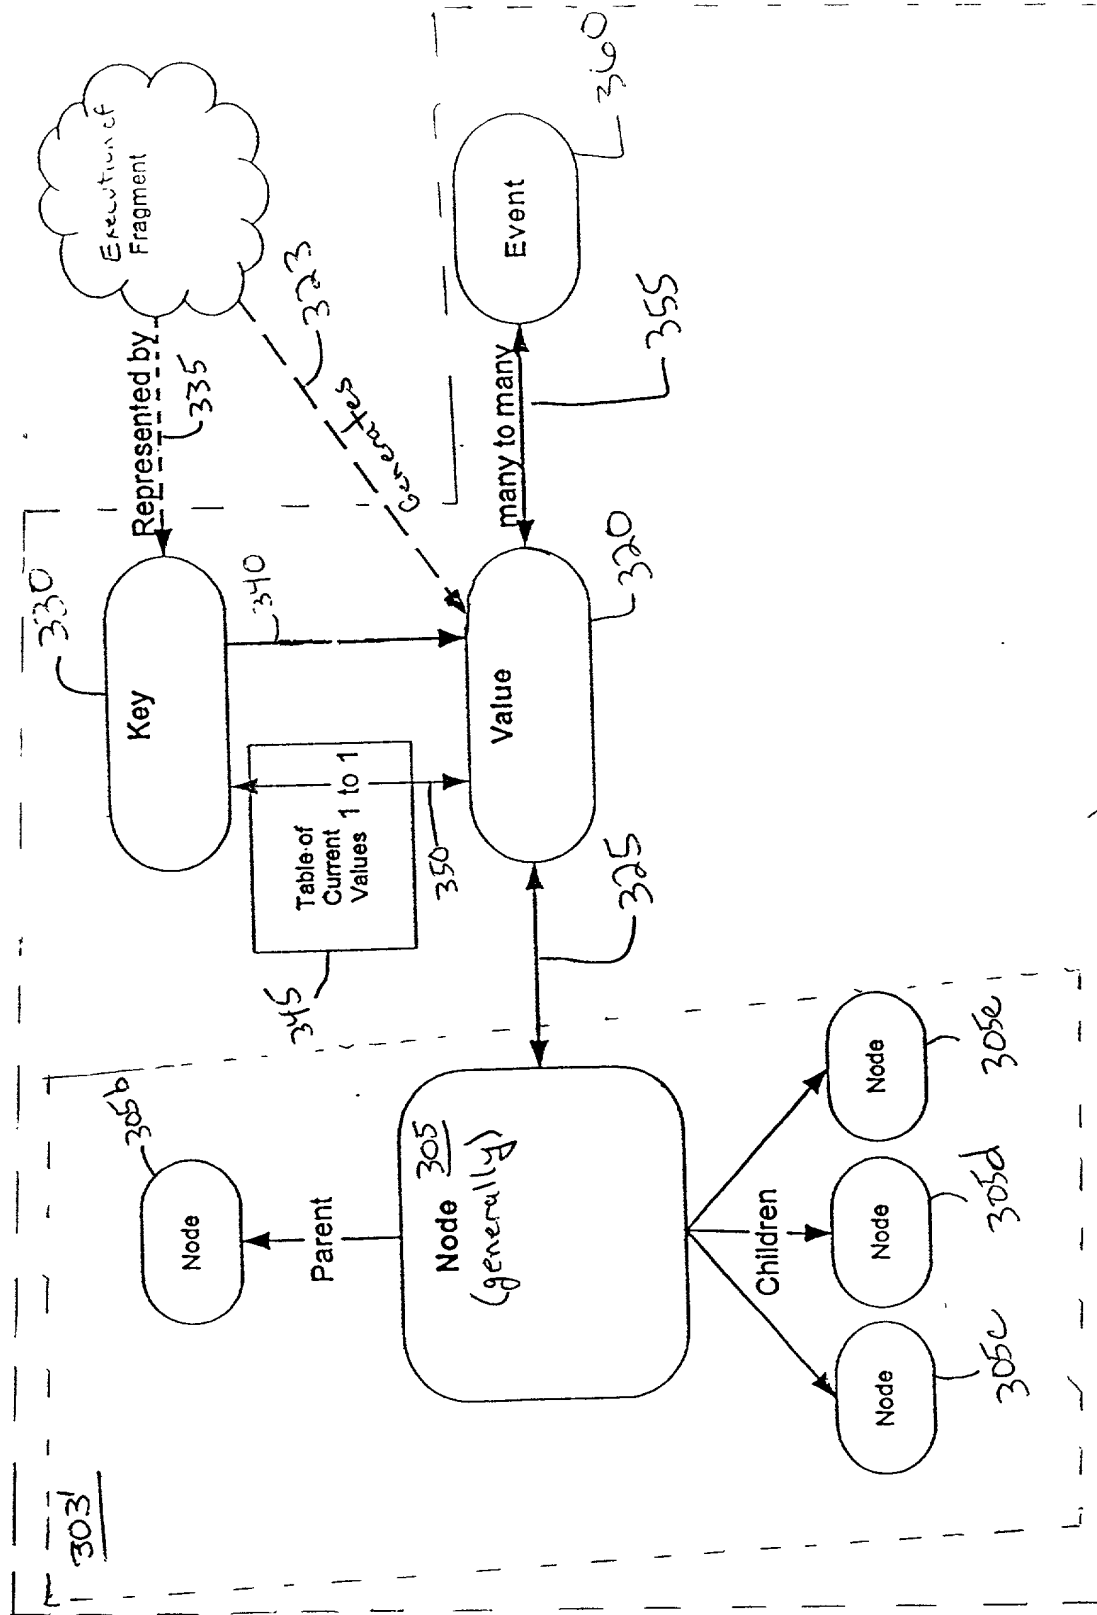 303'
305b
Node
Parent
Node 305
(generally)
Children
Node
305c
Node
305d
Node
305e
325
345
Table of
Current
Values
1 to 1
350
Key
330
340
Value
320
Represented by
335
Execution of
Fragment
323
Generates
many to many
355
Event
360